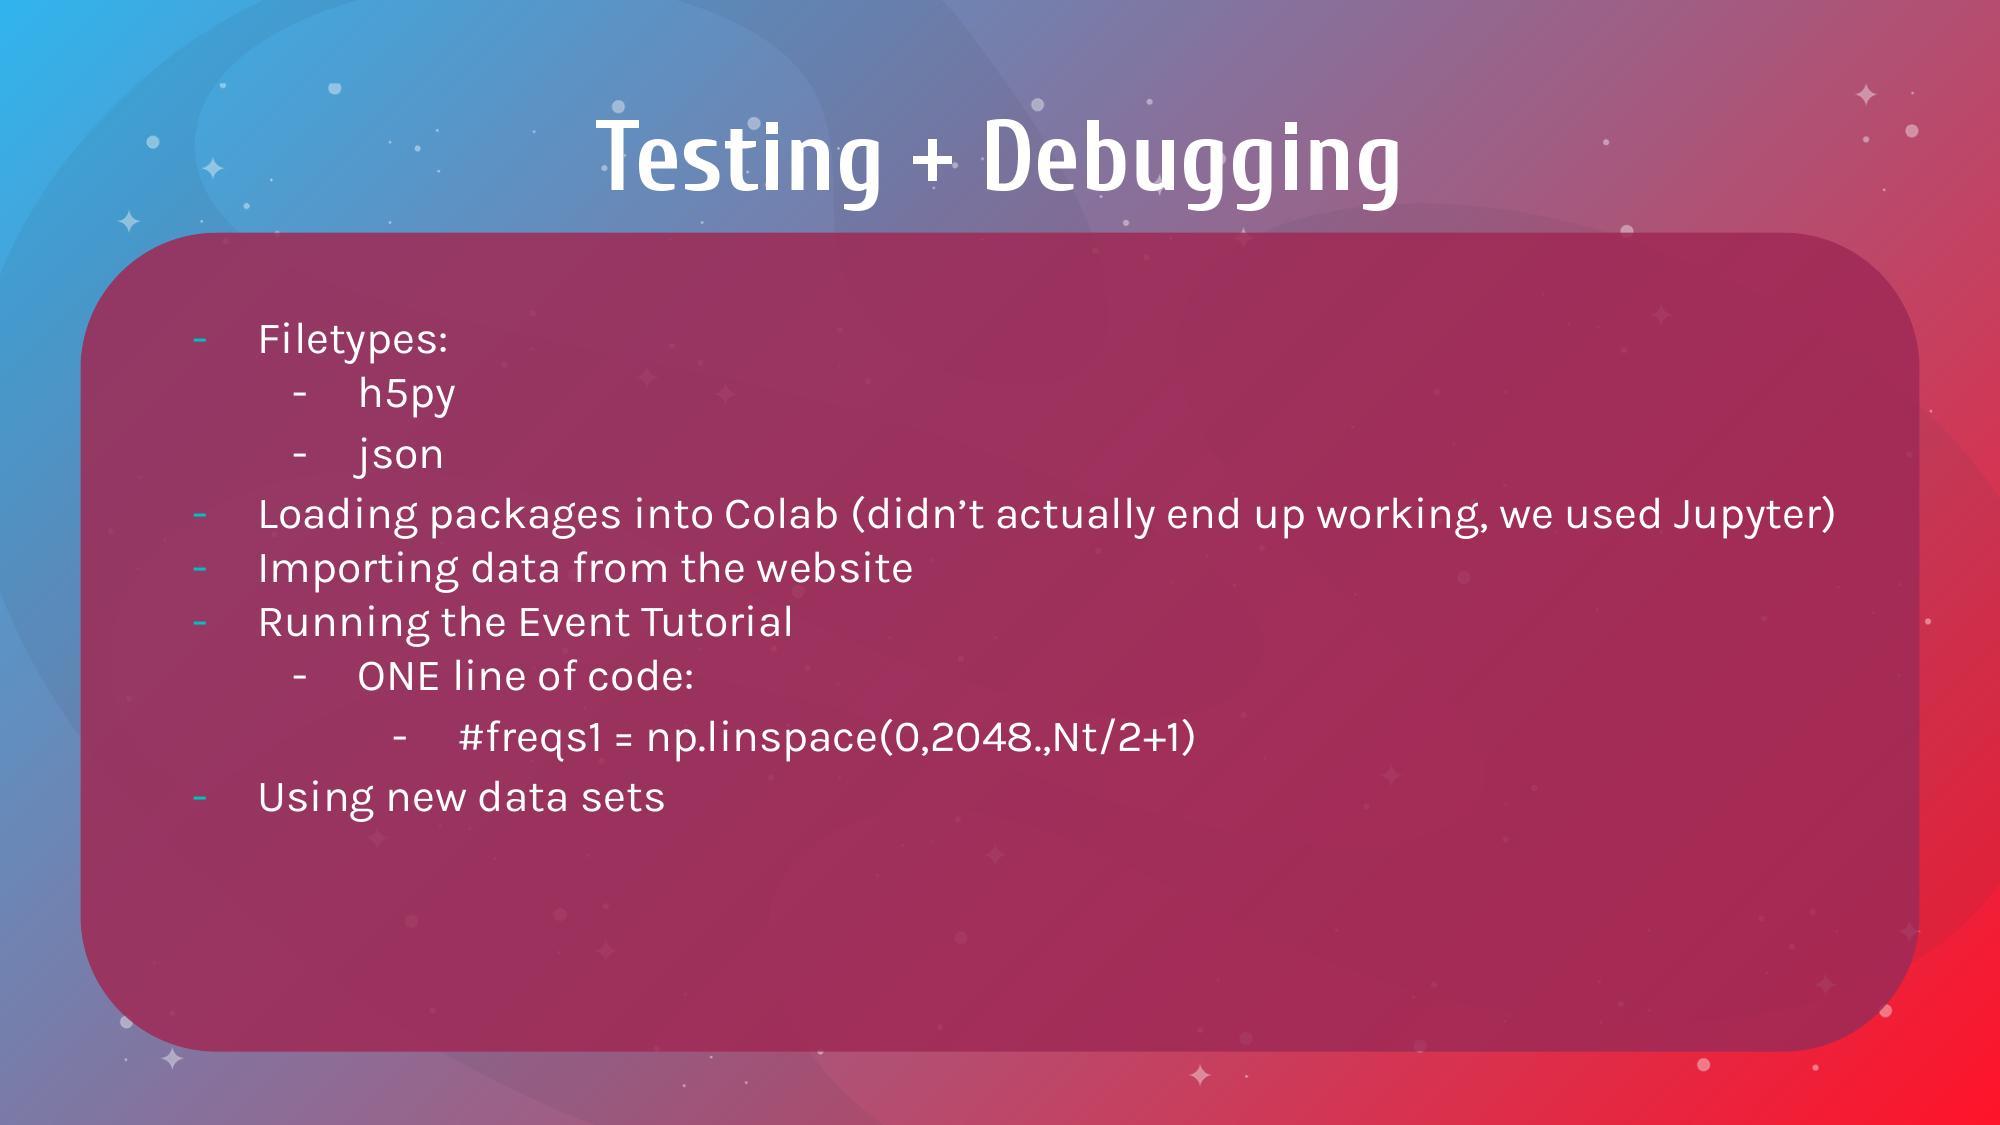 Testing + Debugging
- Filetypes:
- h5py
- json
- Loading packages into Colab (didn’t actually end up working, we used Jupyter)
- Importing data from the website
- Running the Event Tutorial
- ONE line of code:
- #freqs1 = np.linspace(0,2048.,Nt/2+1)
- Using new data sets